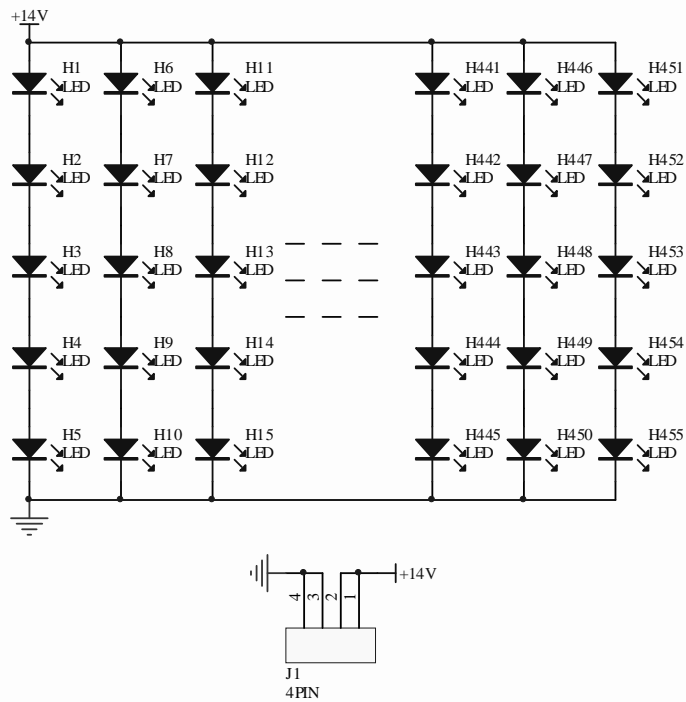 +14V
H1 H6 H11 H441 H446 H451
LED LED LED LED LED LED
H2 H7 H12 H442 H447 H452
LED LED LED LED LED LED
H3 H8 H13 H443 H448 H453
LED LED LED LED LED LED
H4 H9 H14 H444 H449 H454
LED LED LED LED LED LED
H5 H10 H15 H445 H450 H455
LED LED LED LED LED LED
+14V
4 3 2 1
J1
4PIN